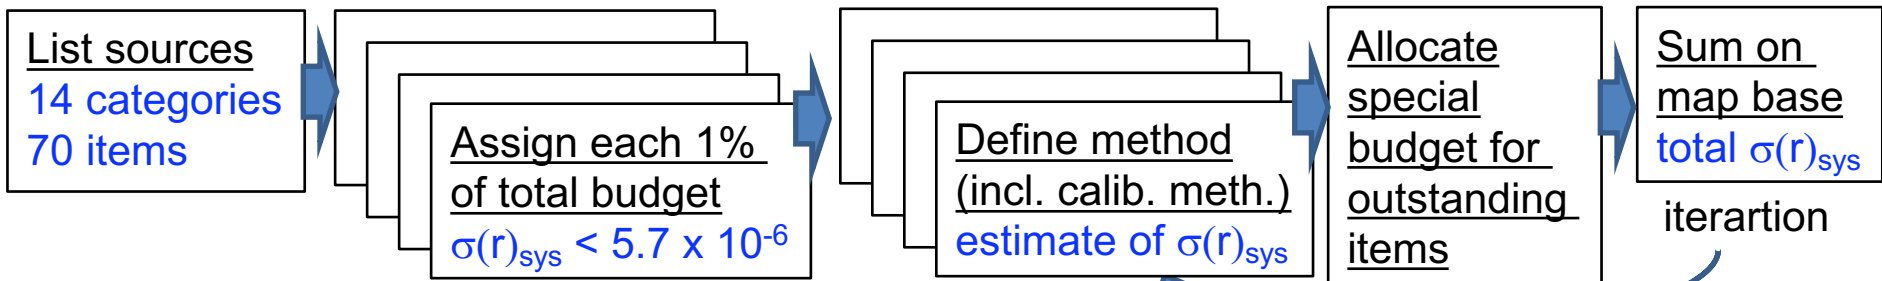 List sources
14 categories
70 items
Assign each 1%
of total budget
σ(r)sys < 5.7 x 10-6
Define method
(incl. calib. meth.)
estimate of σ(r)sys
Allocate
special
budget for
outstanding
items
Sum on
map base
total σ(r)sys
iterartion